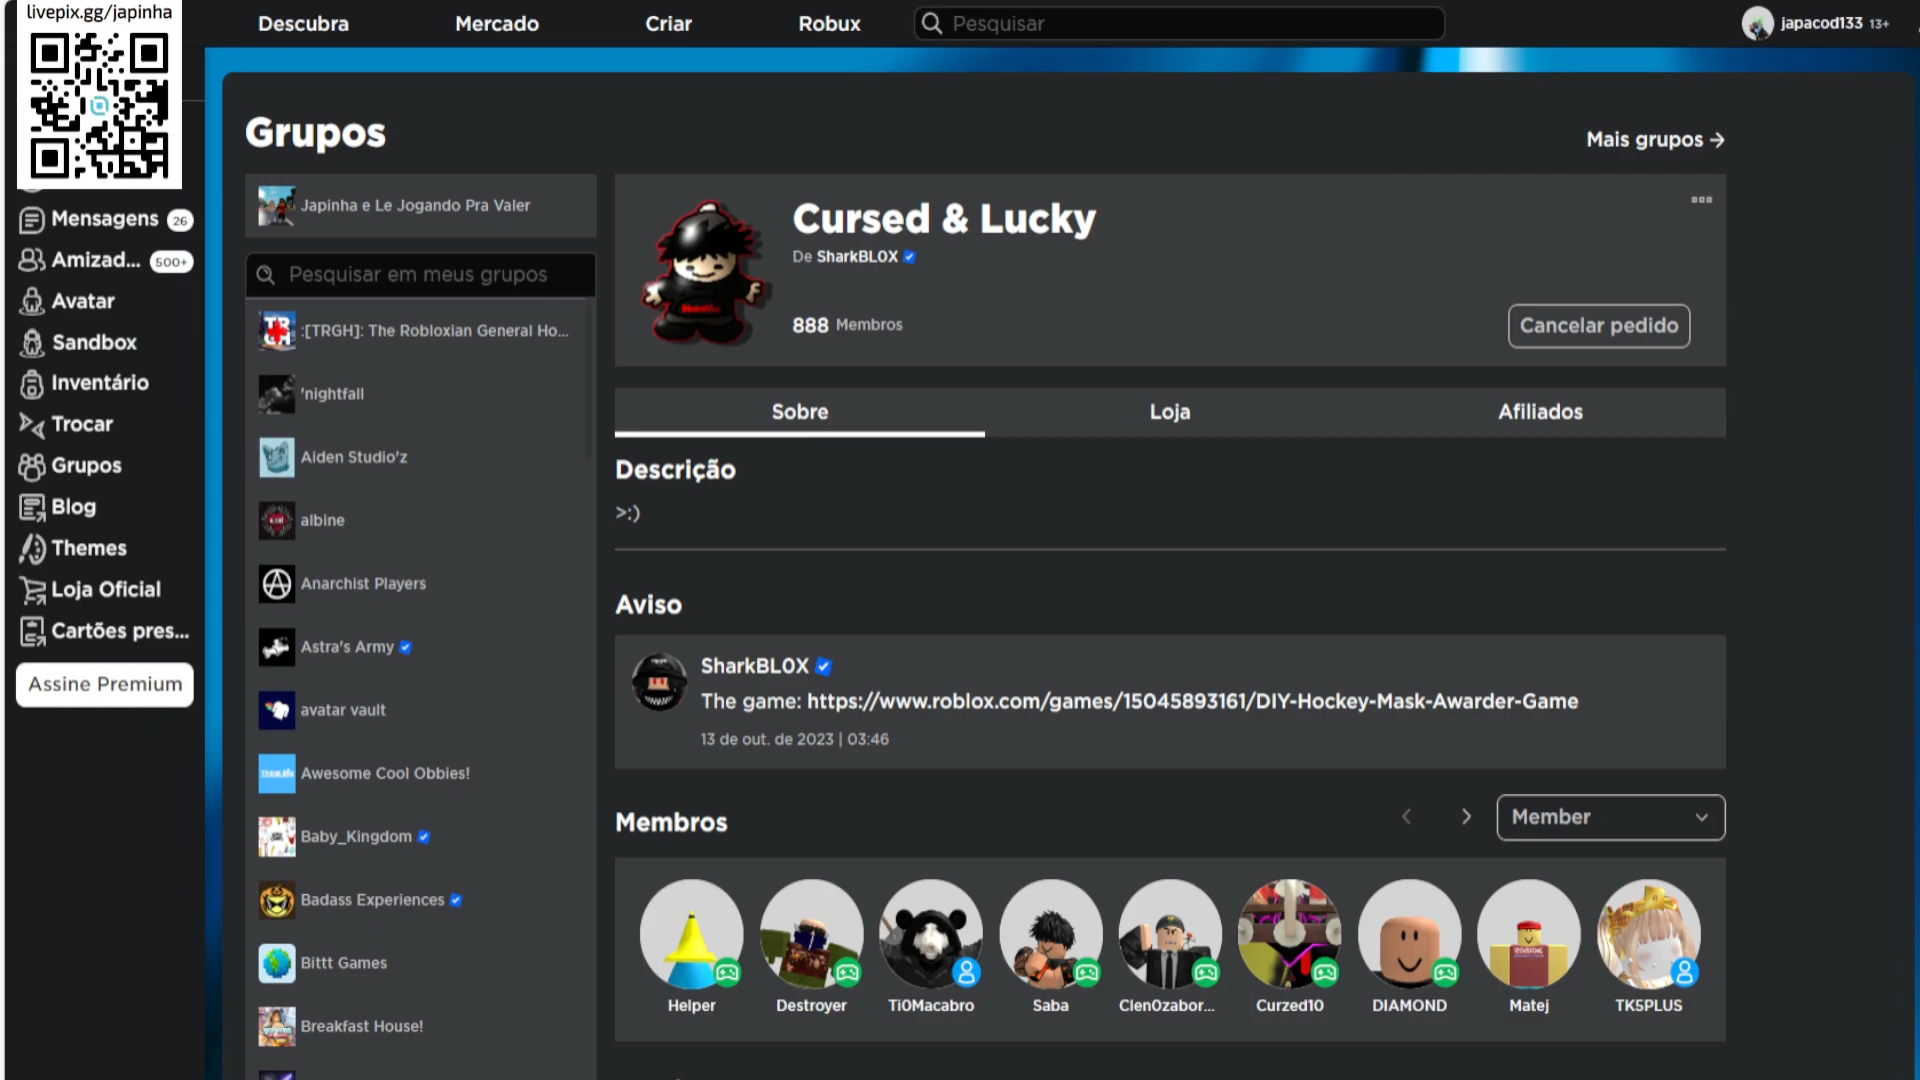 livepix.gg/japinha
Descubra
Mercado
Criar
Robux
Pesquisar
japacod133 13+
Mensagens 26
Amizad... 500+
Avatar
Sandbox
Inventário
Trocar
Grupos
Blog
Themes
Loja Oficial
Cartões pres...
Assine Premium
Grupos
Mais grupos
Japinha e Le Jogando Pra Valer
Pesquisar em meus grupos
:[TRGH]: The Robloxian General Ho...
'nightfall
Aiden Studio'z
albine
Anarchist Players
Astra's Army
avatar vault
Awesome Cool Obbies!
Baby_Kingdom
Badass Experiences
Bittt Games
Breakfast House!
Cursed & Lucky
De SharkBL0X
888 Membros
Cancelar pedido
Sobre
Loja
Afiliados
Descrição
>:)
Aviso
SharkBL0X
The game: https://www.roblox.com/games/15045893161/DIY-Hockey-Mask-Awarder-Game
13 de out. de 2023 | 03:46
Membros
Member
Helper
Destroyer
Ti0Macabro
Saba
Clen0zabor...
Curzed10
DIAMOND
Matej
TK5PLUS